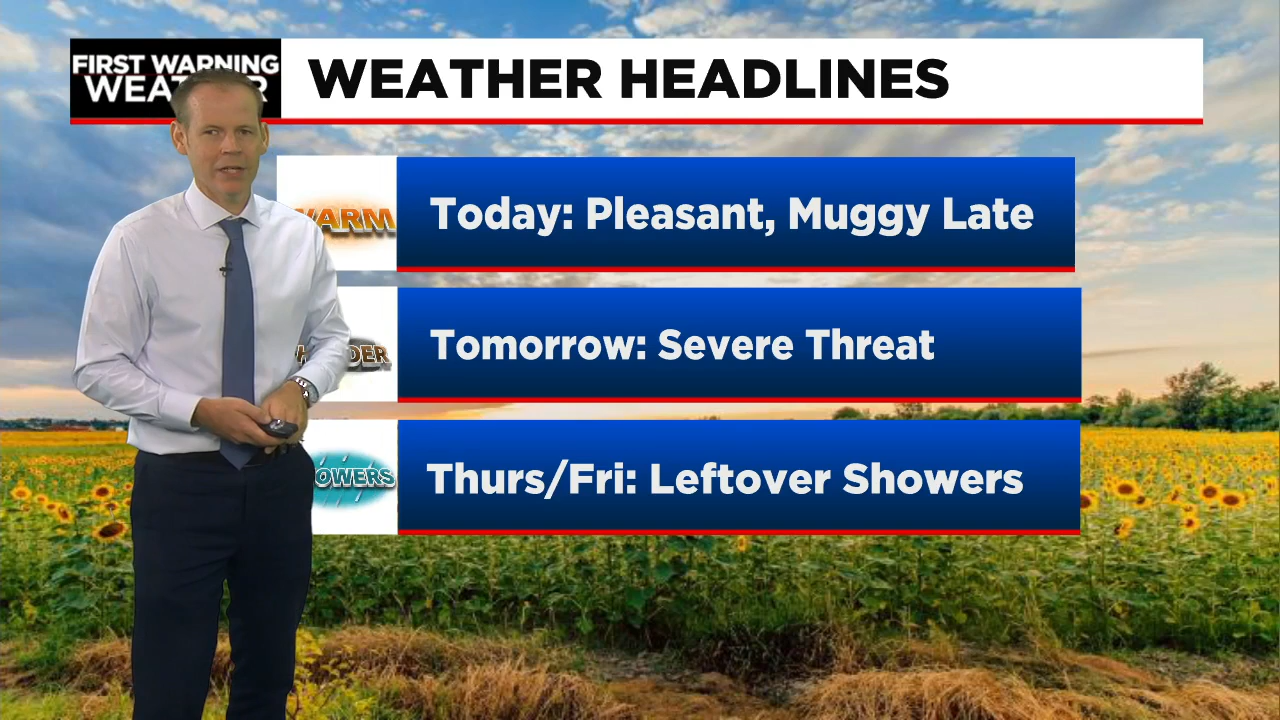 FIRST WARNING
WEATHER HEADLINES
Today: Pleasant, Muggy Late
Tomorrow: Severe Threat
Thurs/Fri: Leftover Showers